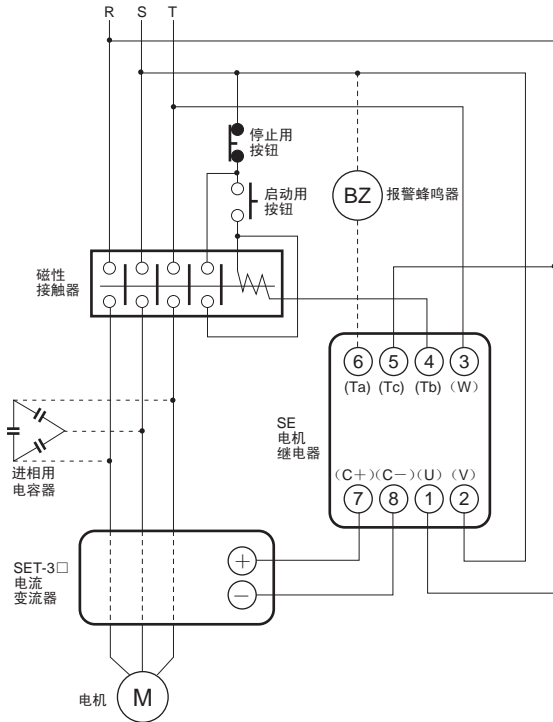 R S T
停止用
按钮
启动用
按钮
BZ
报警蜂鸣器
磁性
接触器
6 5 4 3
(Ta) (Tc) (Tb) (W)
SE
电机
继电器
(C+) (C-) (U) (V)
7 8 1 2
进相用
电容器
SET-3□
电流
变流器
+
-
电机
M